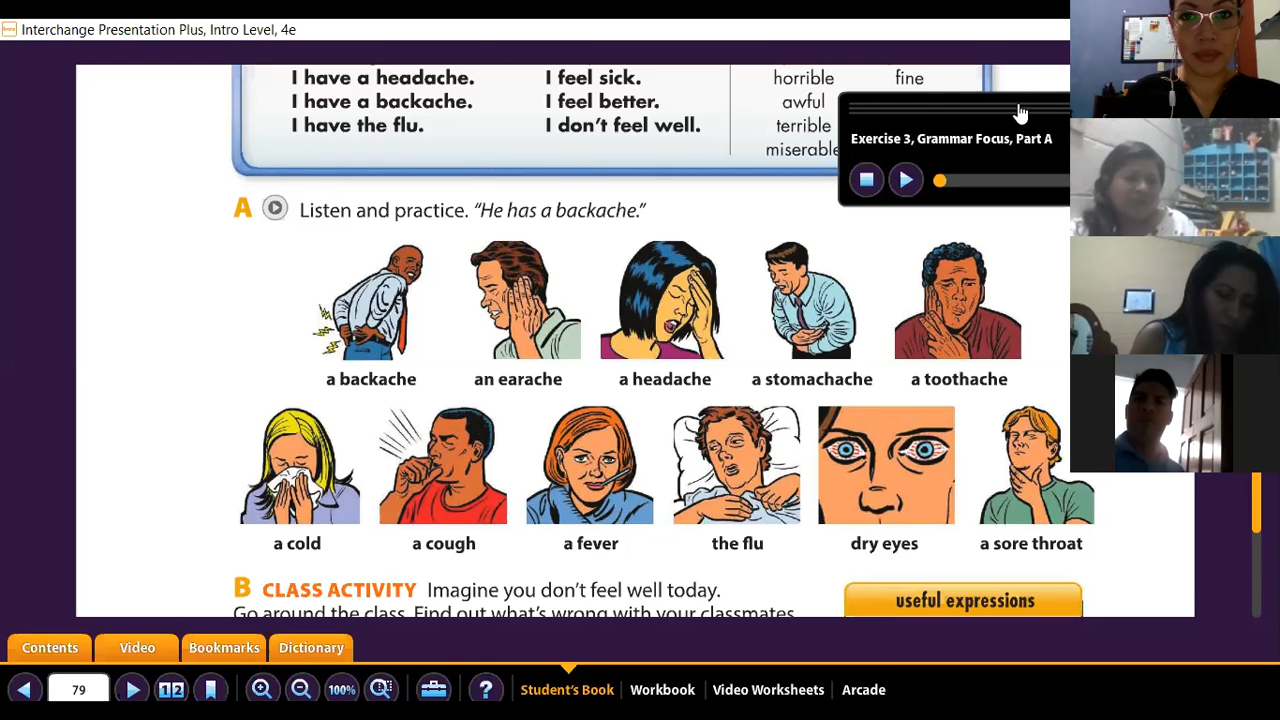 Interchange Presentation Plus, Intro Level, 4e
I have a headache. I feel sick. horrible fine
I have a backache. I feel better. awful
I have the flu. I don't feel well. terrible
miserable
Exercise 3, Grammar Focus, Part A
A Listen and practice. "He has a backache."
a backache an earache a headache a stomachache a toothache
a cold a cough a fever the flu dry eyes a sore throat
B CLASS ACTIVITY Imagine you don't feel well today.
Go around the class. Find out what's wrong with your classmates
useful expressions
Contents Video Bookmarks Dictionary
79 12 100% ? Student's Book Workbook Video Worksheets Arcade